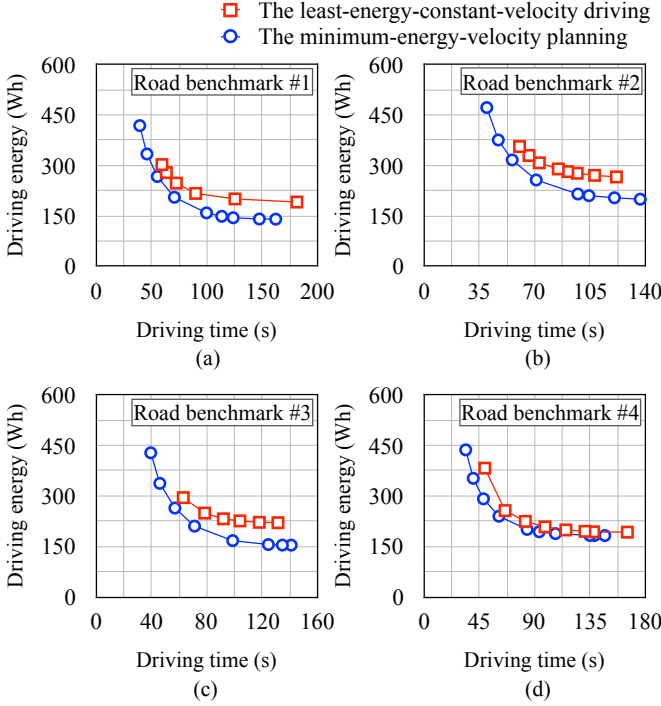 The least-energy-constant-velocity driving
The minimum-energy-velocity planning
Driving energy (Wh)
600
450
300
150
0
Road benchmark #1
0 50 100 150 200
Driving time (s)
(a)
Driving energy (Wh)
600
450
300
150
0
Road benchmark #2
0 35 70 105 140
Driving time (s)
(b)
Driving energy (Wh)
600
450
300
150
0
Road benchmark #3
0 40 80 120 160
Driving time (s)
(c)
Driving energy (Wh)
600
450
300
150
0
Road benchmark #4
0 45 90 135 180
Driving time (s)
(d)